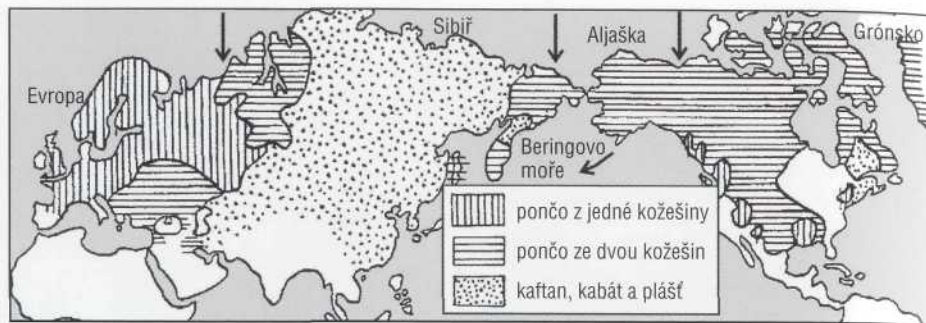 Sibiř
Aljaška
Grónsko
Evropa
Beringovo
moře
pončo z jedné kožešiny
pončo ze dvou kožešin
kaftan, kabát a plášť